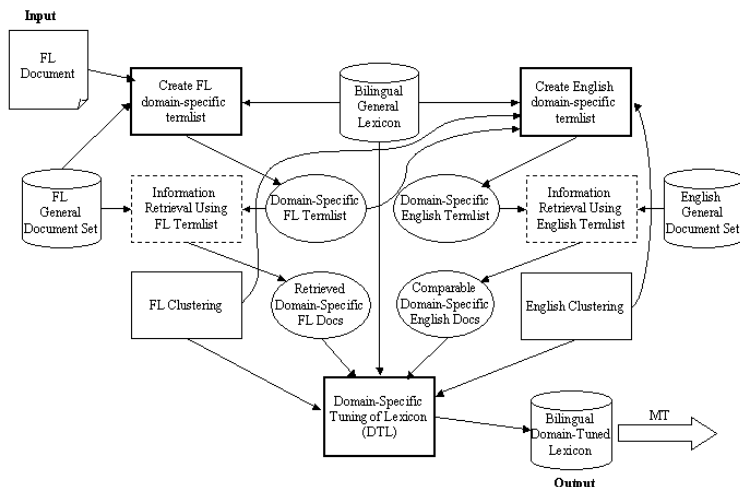 Input
FL
Document
Create FL
domain-specific
termlist
Bilingual
General
Lexicon
Create English
domain-specific
termlist
FL
General
Document Set
Information
Retrieval Using
FL Termlist
Domain-Specific
FL Termlist
Domain-Specific
English Termlist
Information
Retrieval Using
English Termlist
English
General
Document Set
FL Clustering
Retrieved
Domain-Specific
FL Docs
Comparable
Domain-Specific
English Docs
English Clustering
Domain-Specific
Tuning of Lexicon
(DTL)
Bilingual
Domain-Tuned
Lexicon
MT
Output